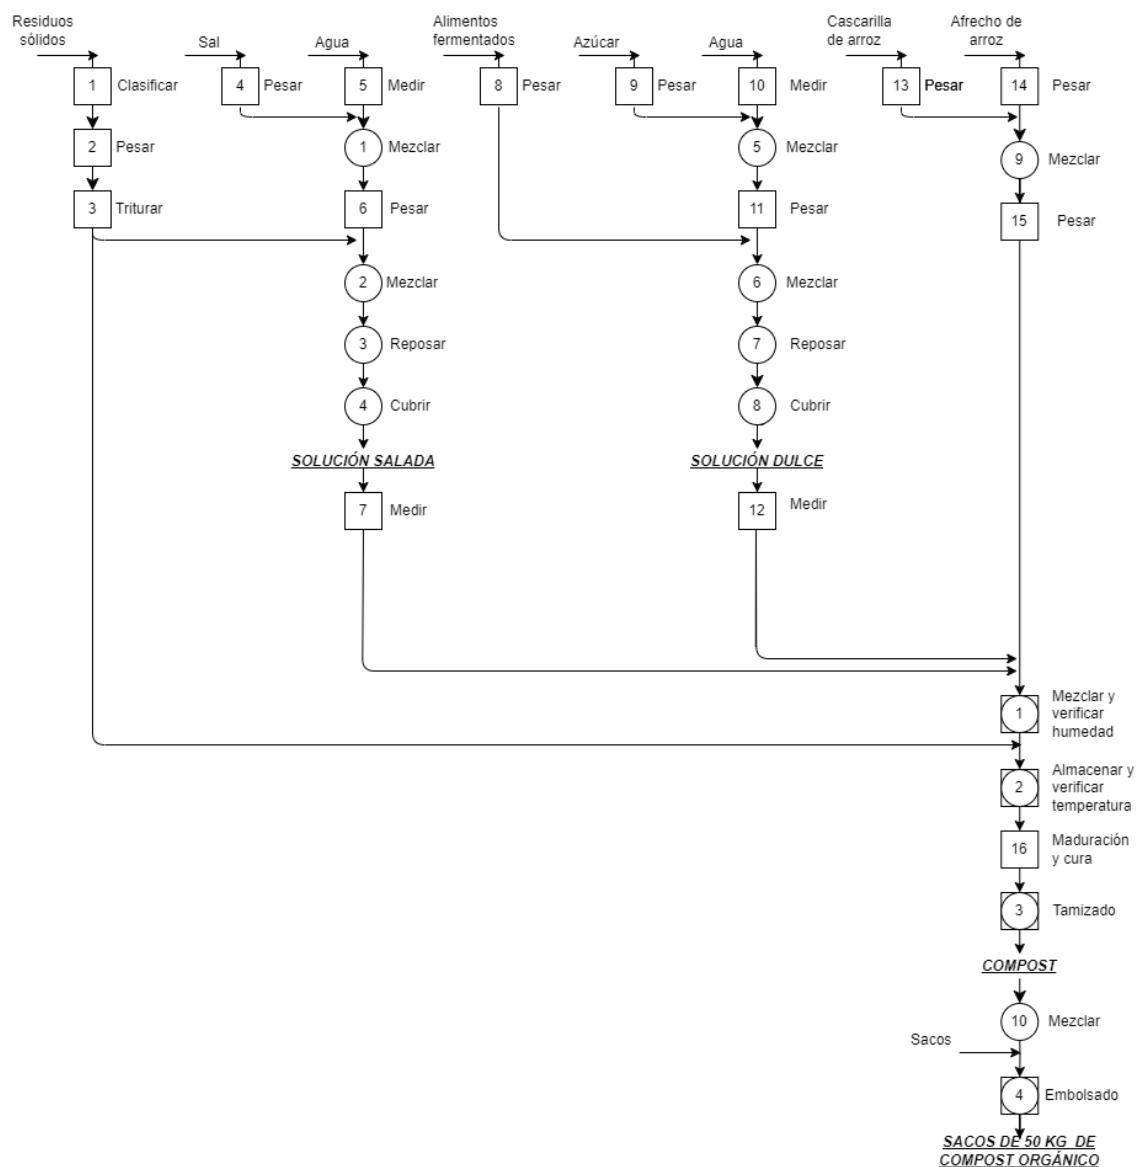 Residuos
sólidos
Sal
Agua
Alimentos
fermentados
Azúcar
Agua
Cascarilla
de arroz
Afrecho de
arroz
1 Clasificar
4 Pesar
5 Medir
8 Pesar
9 Pesar
10 Medir
13 Pesar
14 Pesar
2 Pesar
1 Mezclar
5 Mezclar
9 Mezclar
3 Triturar
6 Pesar
11 Pesar
15 Pesar
2 Mezclar
6 Mezclar
3 Reposar
7 Reposar
4 Cubrir
8 Cubrir
SOLUCIÓN SALADA
SOLUCIÓN DULCE
7 Medir
12 Medir
1
Mezclar y
verificar
humedad
2
Almacenar y
verificar
temperatura
16
Maduración
y cura
3 Tamizado
COMPOST
10 Mezclar
Sacos
4 Embolsado
SACOS DE 50 KG DE
COMPOST ORGÁNICO